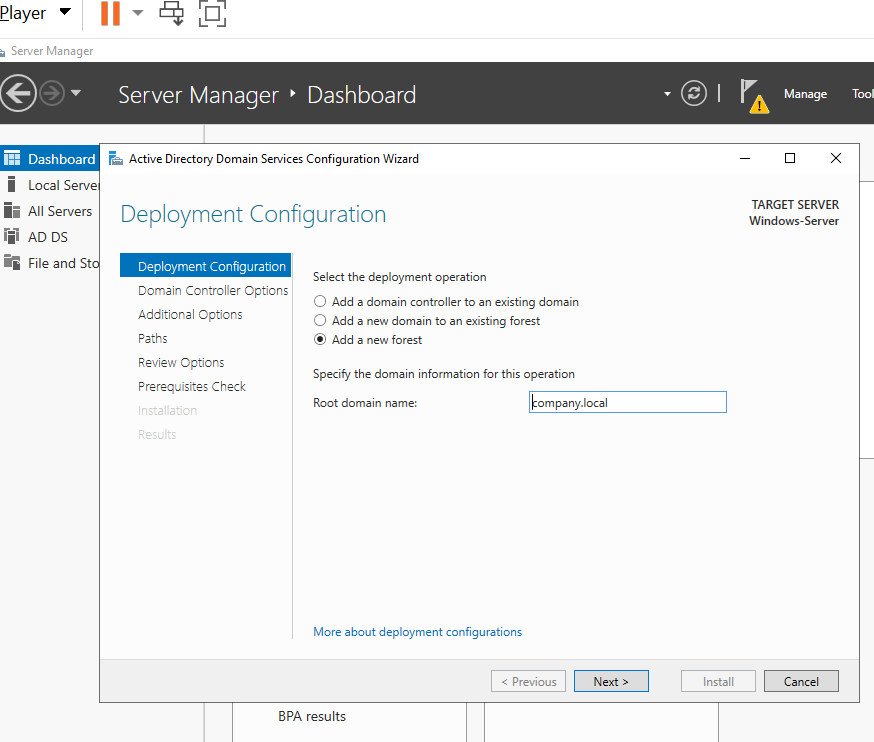 Player
Server Manager
Server Manager
Dashboard
Manage
Tool
Dashboard
Local Server
All Servers
AD DS
File and Sto
Active Directory Domain Services Configuration Wizard
Deployment Configuration
TARGET SERVER
Windows-Server
Deployment Configuration
Domain Controller Options
Additional Options
Paths
Review Options
Prerequisites Check
Installation
Results
Select the deployment operation
Add a domain controller to an existing domain
Add a new domain to an existing forest
Add a new forest
Specify the domain information for this operation
Root domain name: company.local
More about deployment configurations
< Previous
Next >
Install
Cancel
BPA results